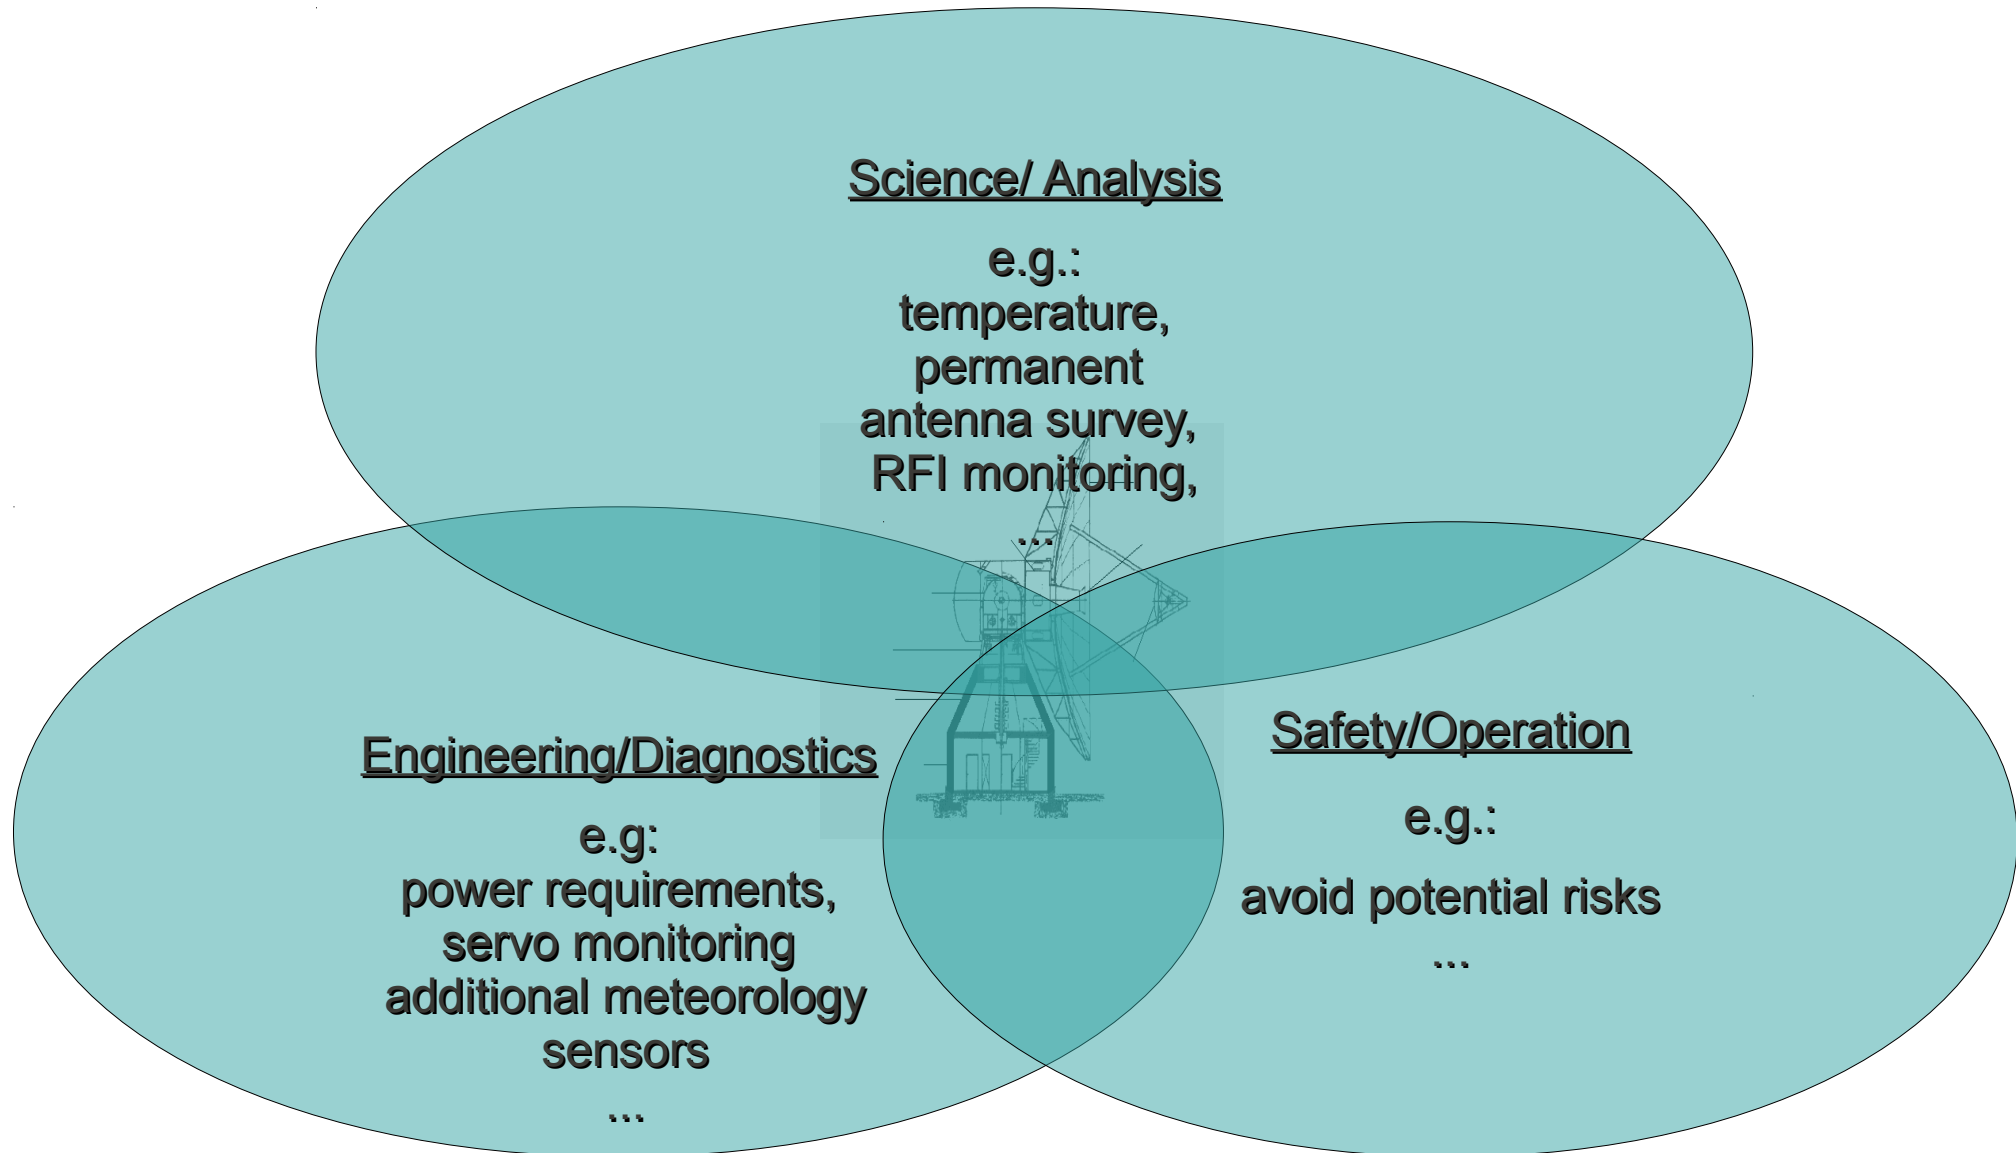 Science/ Analysis
e.g.:
temperature,
permanent
antenna survey,
RFI monitoring,
...
Engineering/Diagnostics
e.g:
power requirements,
servo monitoring
additional meteorology
sensors
...
Safety/Operation
e.g.:
avoid potential risks
...